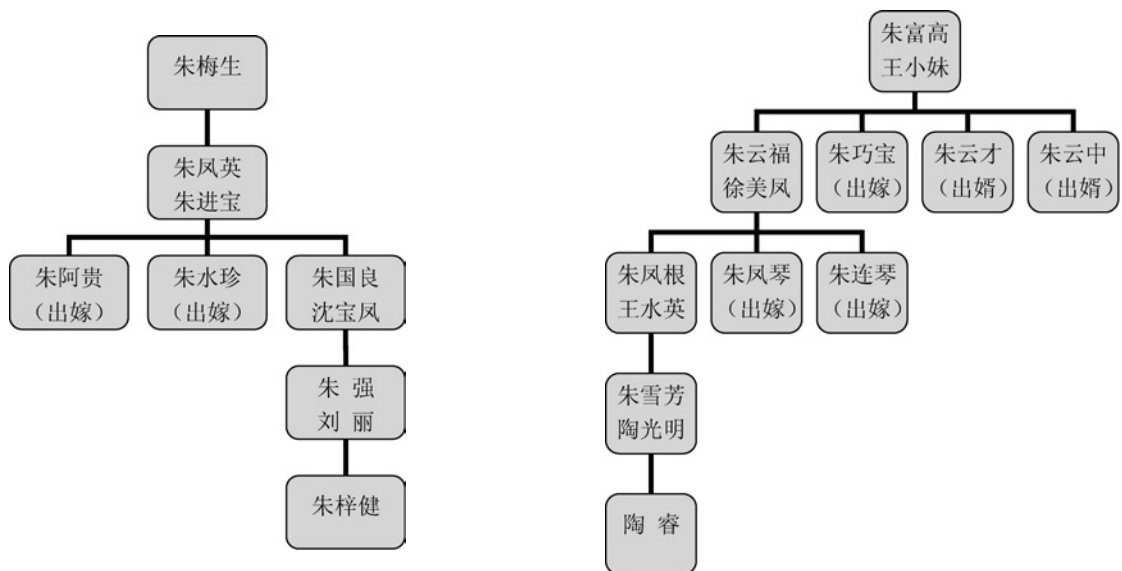 朱梅生
朱凤英
朱进宝
朱阿贵
（出嫁）
朱水珍
（出嫁）
朱国良
沈宝凤
朱 强
刘 丽
朱梓健
朱富高
王小妹
朱云福
徐美凤
朱巧宝
（出嫁）
朱云才
（出婿）
朱云中
（出婿）
朱凤根
王水英
朱凤琴
（出嫁）
朱连琴
（出嫁）
朱雪芳
陶光明
陶 睿